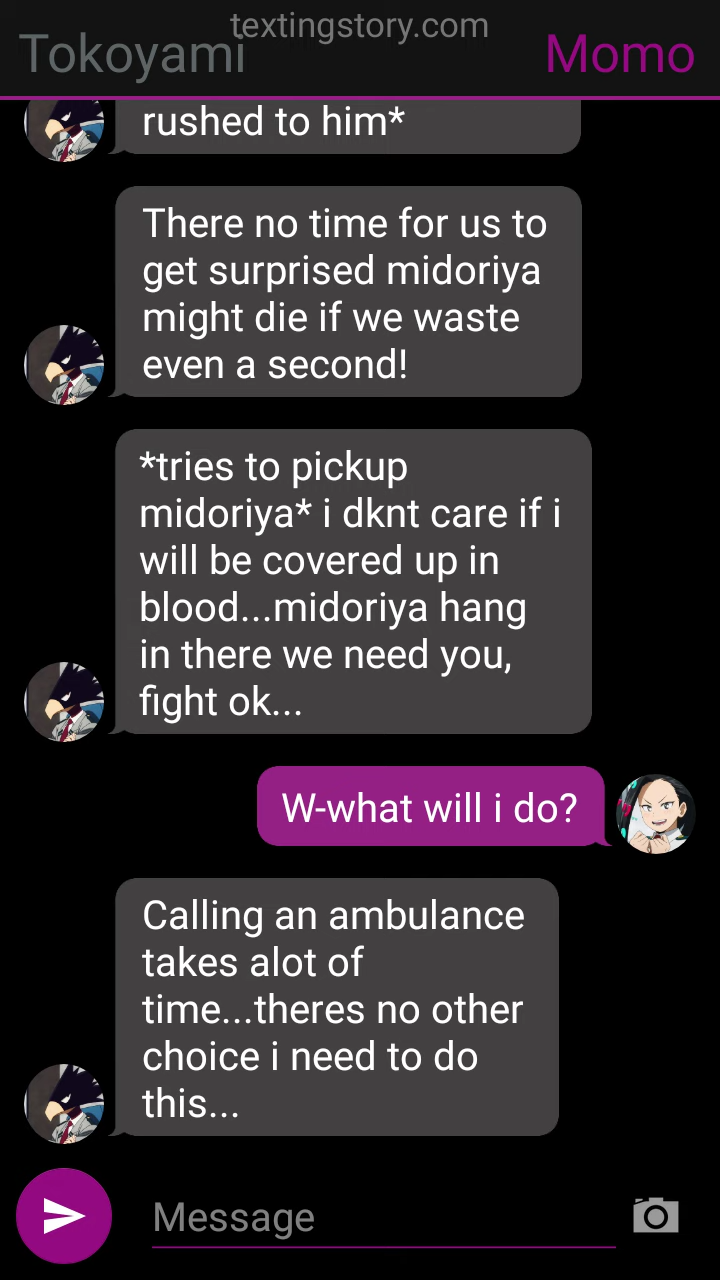 textingstory.com
Tokoyami
Momo
rushed to him*
There no time for us to
get surprised midoriya
might die if we waste
even a second!
*tries to pickup
midoriya* i dknt care if i
will be covered up in
blood...midoriya hang
in there we need you,
fight ok...
W-what will i do?
Calling an ambulance
takes alot of
time...theres no other
choice i need to do
this...
Message